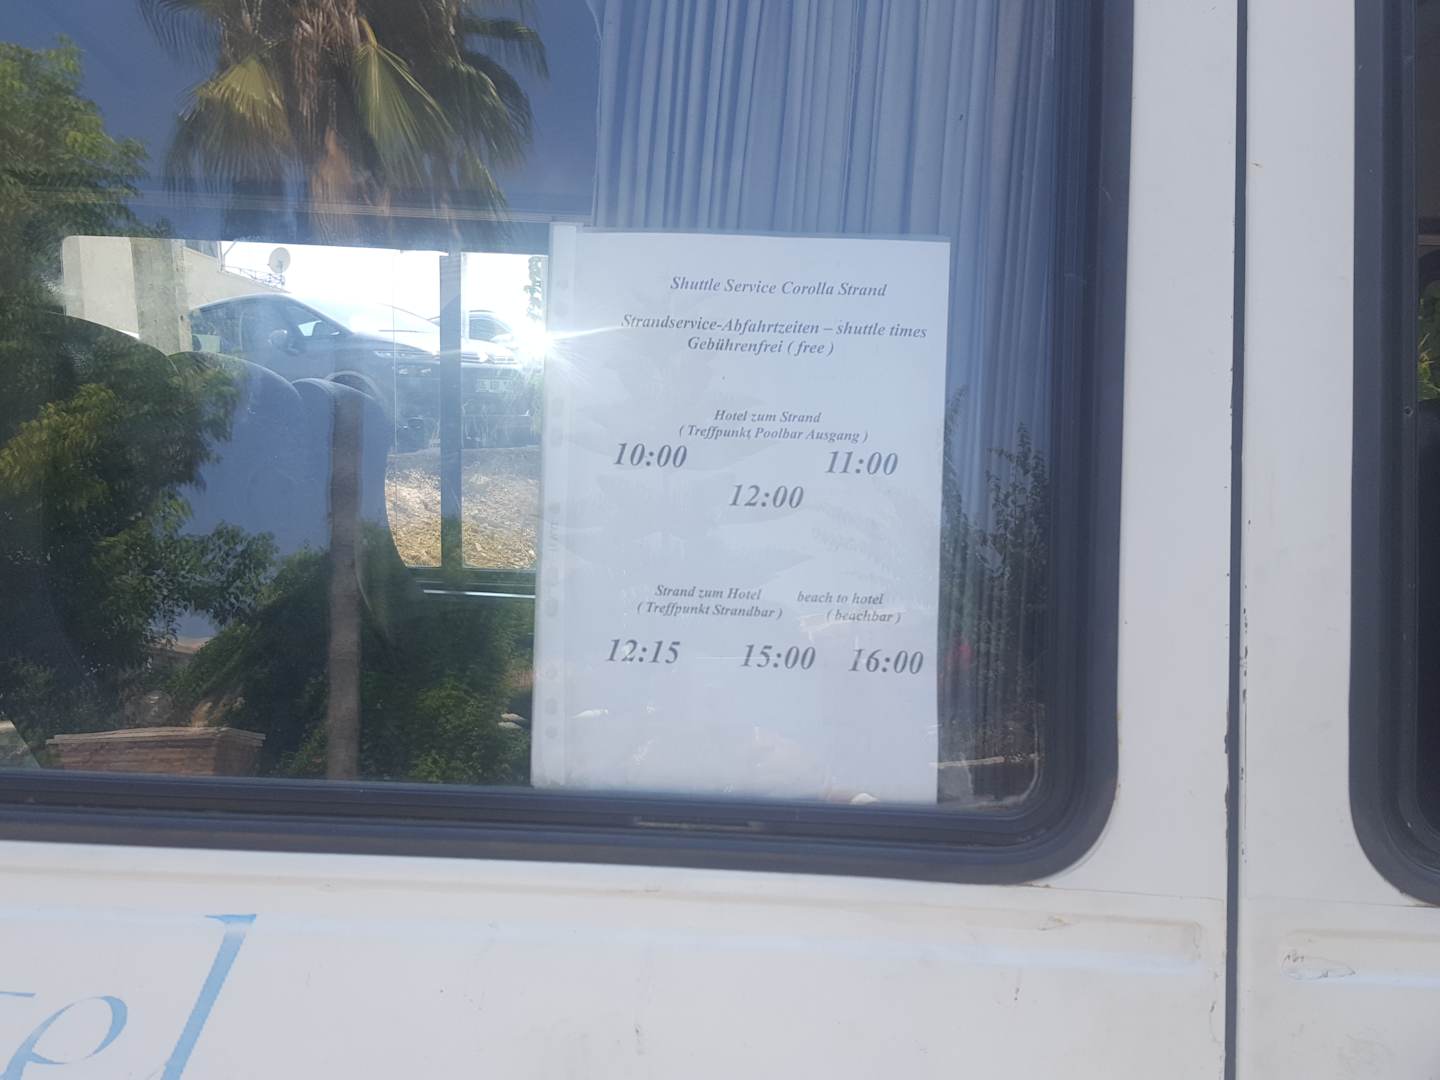 Shuttle Service Corolla Strand
Strandservice-Abfahrtzeiten – shuttle times
Gebührenfrei ( free )
Hotel zum Strand
( Treffpunkt Poolbar Ausgang )
10:00 11:00
12:00
Strand zum Hotel beach to hotel
( Treffpunkt Strandbar ) ( beachbar )
12:15 15:00 16:00
el